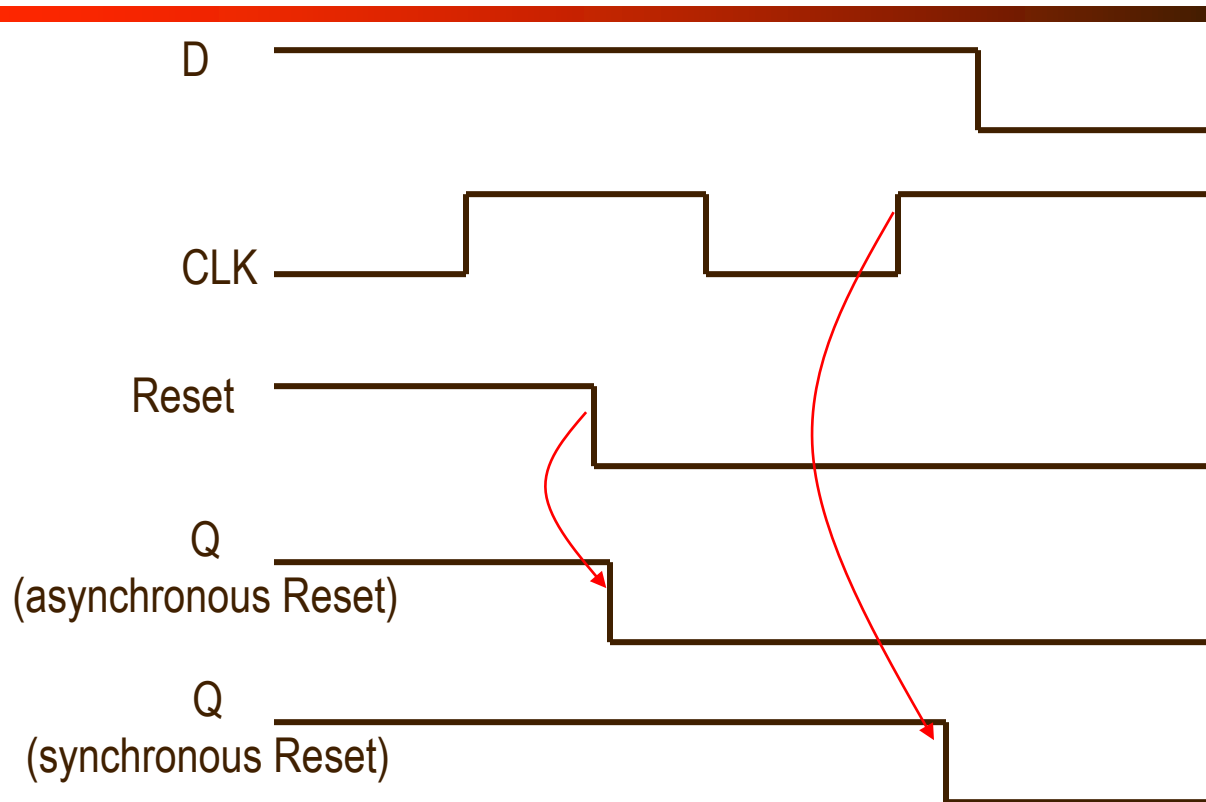 D
CLK
Reset
Q
(asynchronous Reset)
Q
(synchronous Reset)